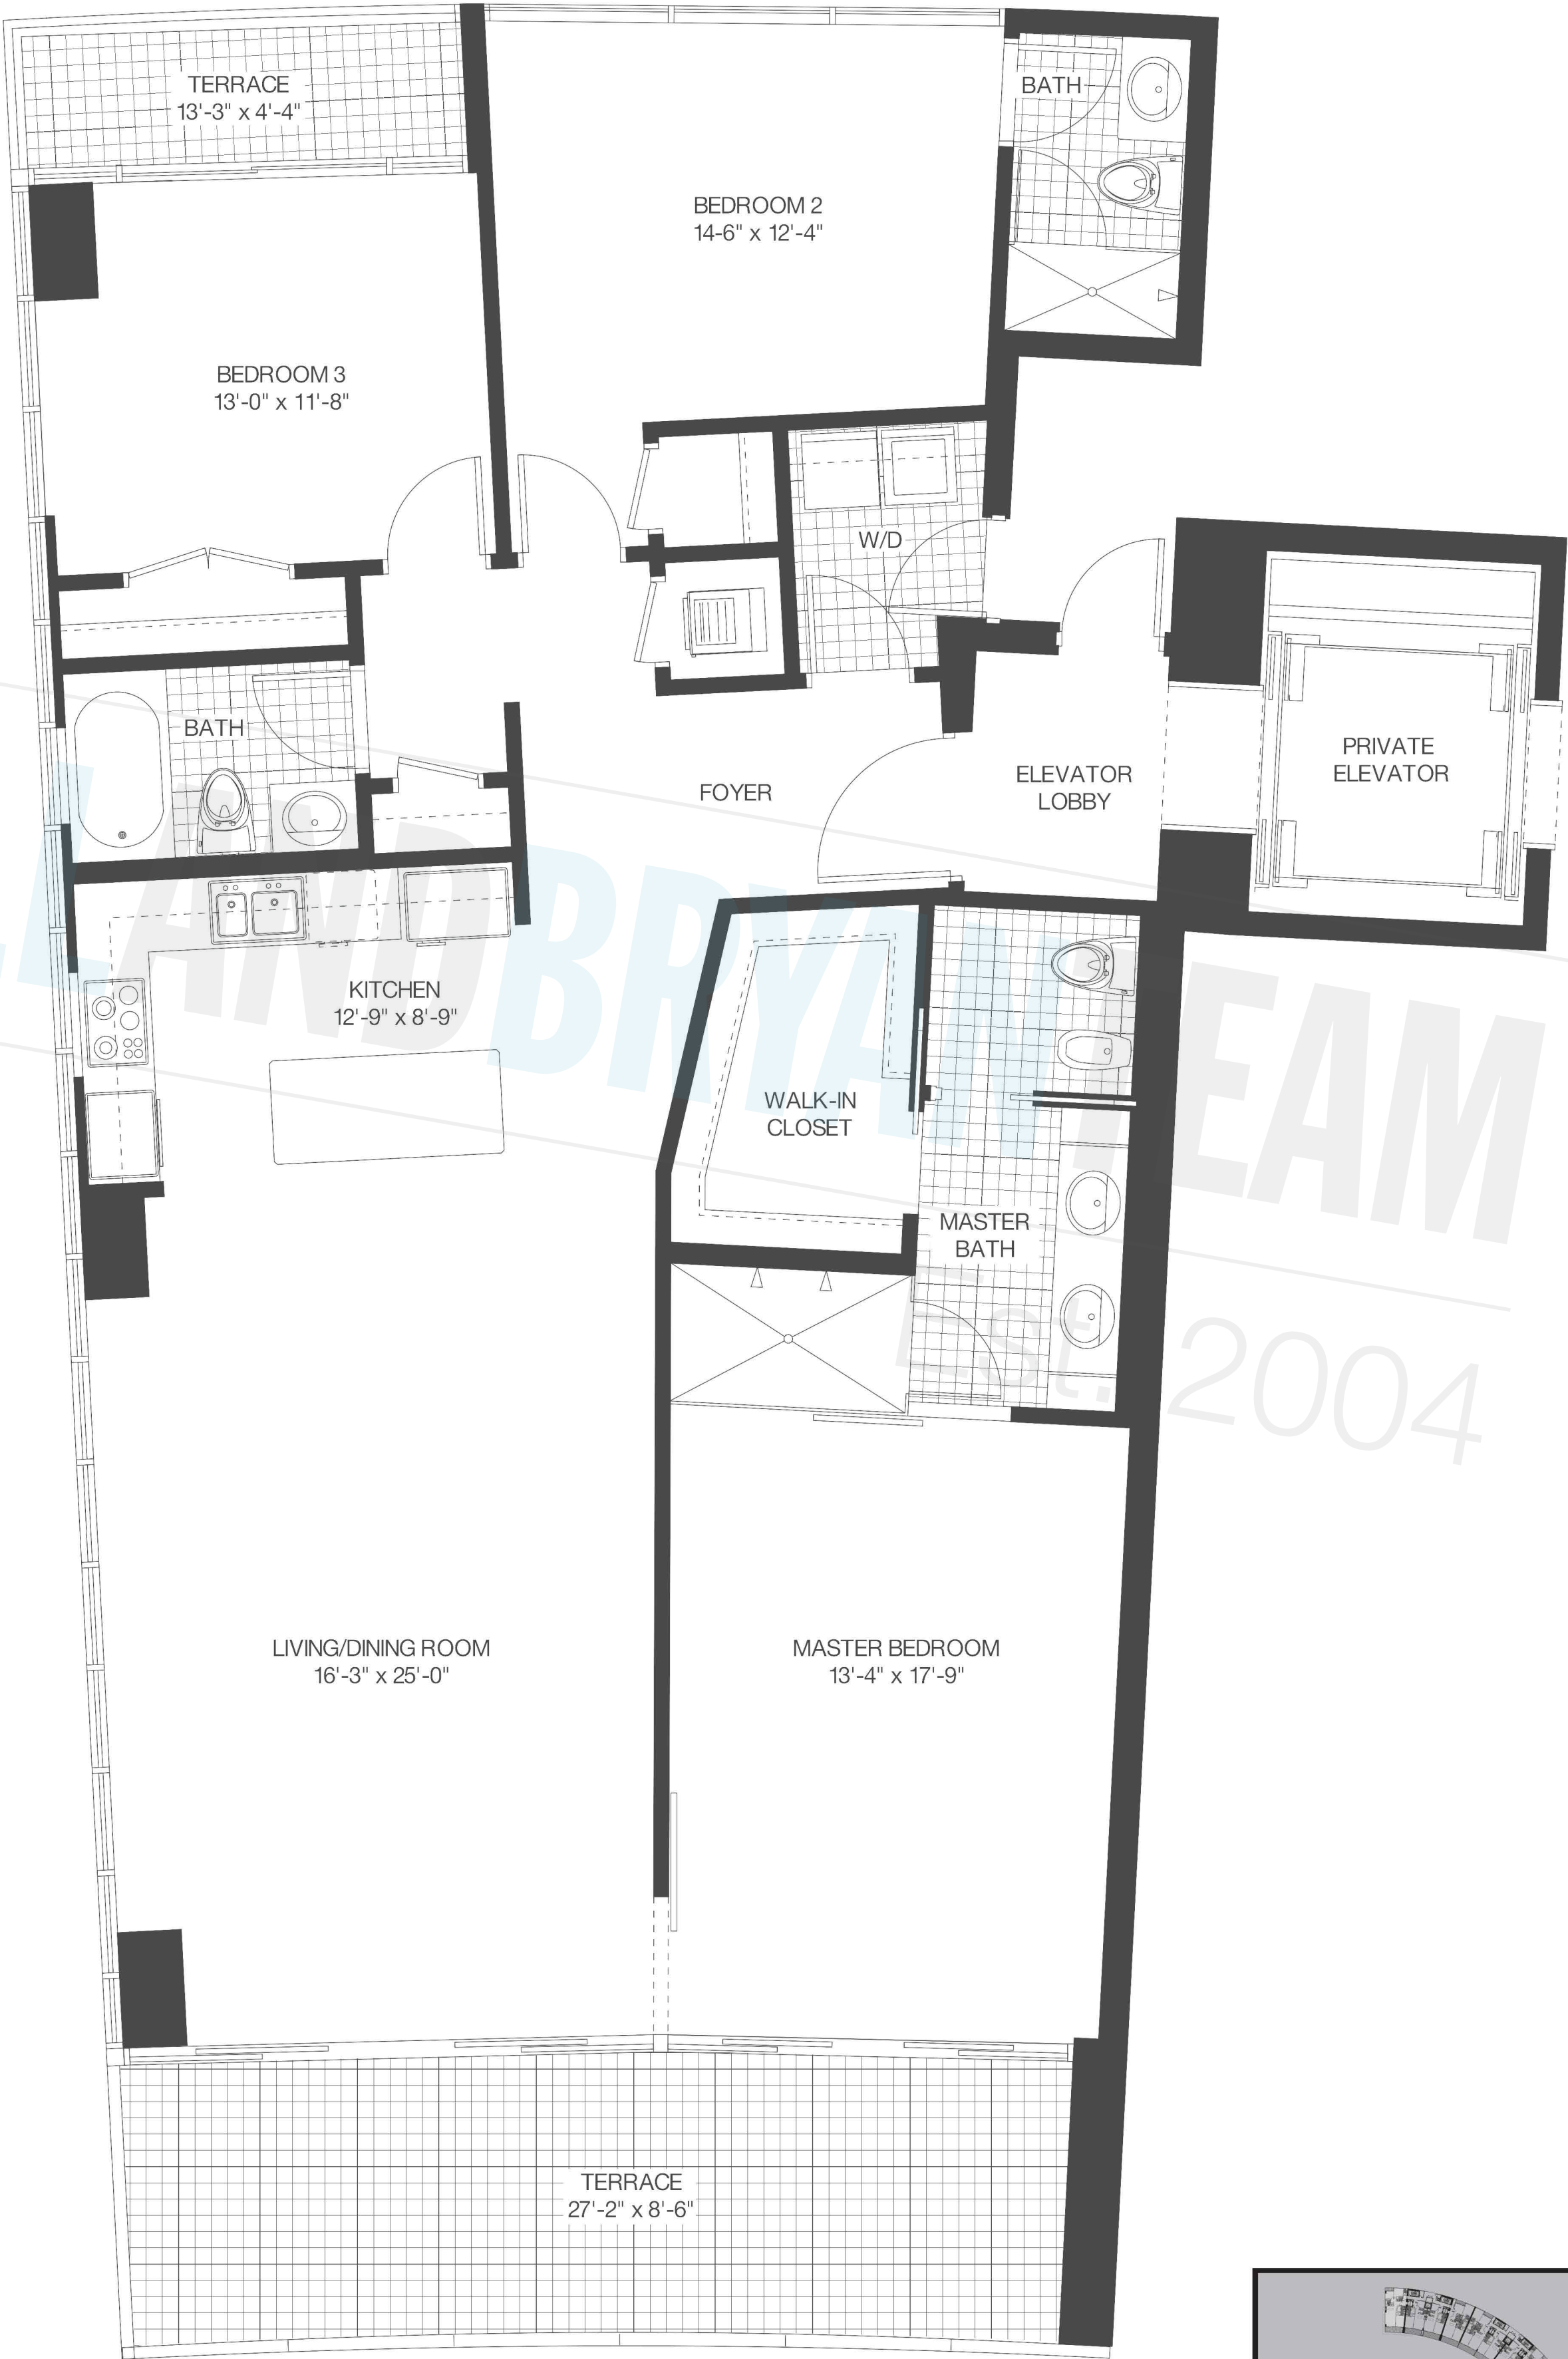 TERRACE
13'-3" x 4'-4"
BATH
BEDROOM 2
14-6" x 12'-4"
BEDROOM 3
13'-0" x 11'-8"
W/D
BATH
FOYER
ELEVATOR
LOBBY
PRIVATE
ELEVATOR
KITCHEN
12'-9" x 8'-9"
WALK-IN
CLOSET
MASTER
BATH
LLANDBRYANTEAM
Est. 2004
LIVING/DINING ROOM
16'-3" x 25'-0"
MASTER BEDROOM
13'-4" x 17'-9"
TERRACE
27'-2" x 8'-6"